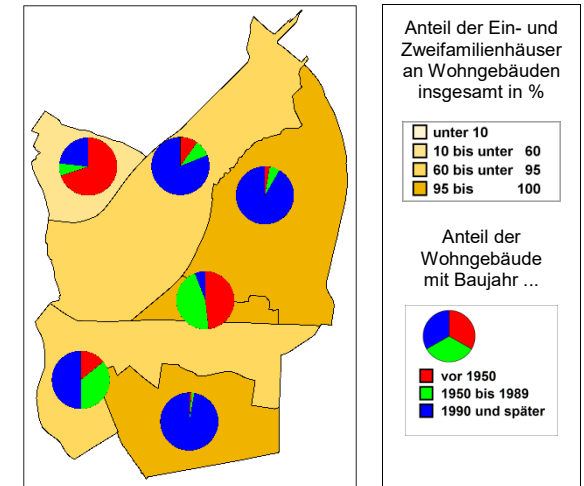 Anteil der Ein- und
Zweifamilienhäuser
an Wohngebäuden
insgesamt in %
unter 10
10 bis unter 60
60 bis unter 95
95 bis 100
Anteil der
Wohngebäude
mit Baujahr ...
vor 1950
1950 bis 1989
1990 und später